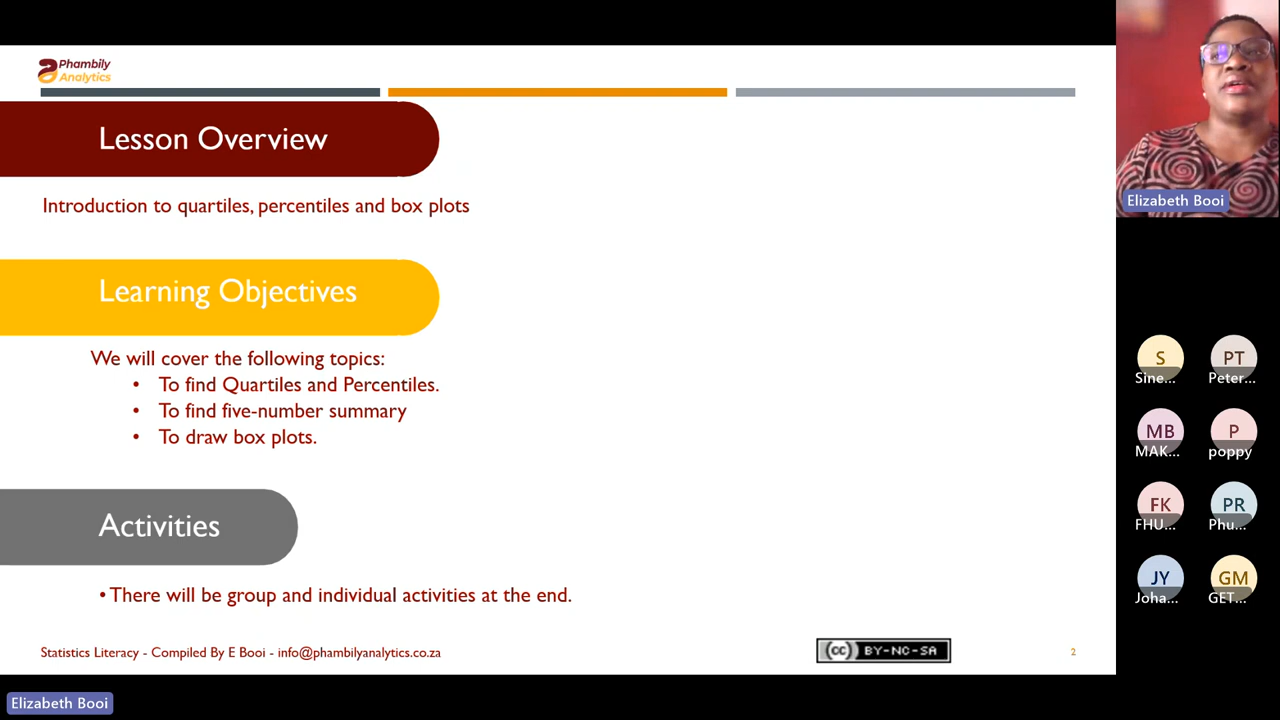 Phambily
Analytics
Lesson Overview
Introduction to quartiles, percentiles and box plots
Learning Objectives
We will cover the following topics:
• To find Quartiles and Percentiles.
• To find five-number summary
• To draw box plots.
Activities
• There will be group and individual activities at the end.
Statistics Literacy - Compiled By E Booi - info@phambilyanalytics.co.za
cc BY-NC-SA
2
Elizabeth Booi
S
Sine...
PT
Peter...
MB
MAK...
P
poppy
FK
FHU...
PR
Phu...
JY
Joha...
GM
GET...
Elizabeth Booi